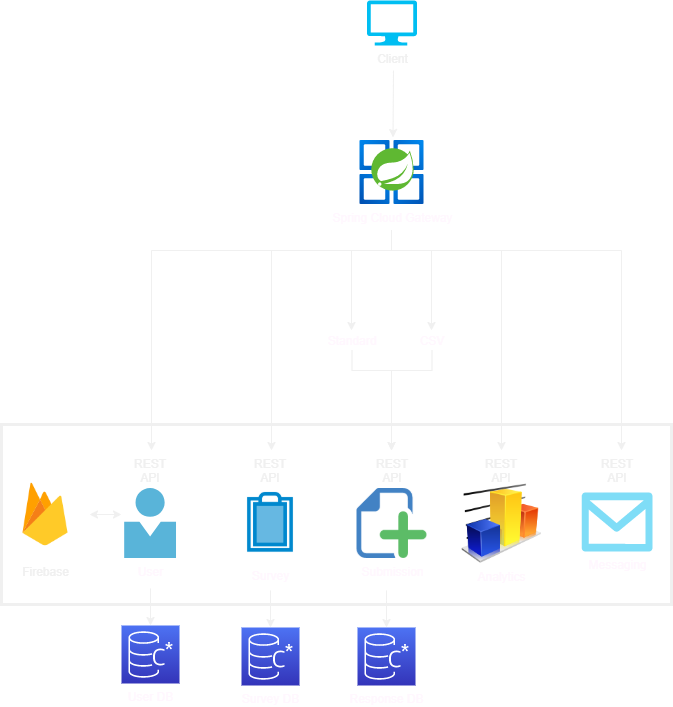 Client
Spring Cloud Gateway
Standard
CSV
REST
API
REST
API
REST
API
REST
API
REST
API
Firebase
User
Survey
Submission
Analytics
Messaging
C*
C*
C*
User DB
Survey DB
Response DB